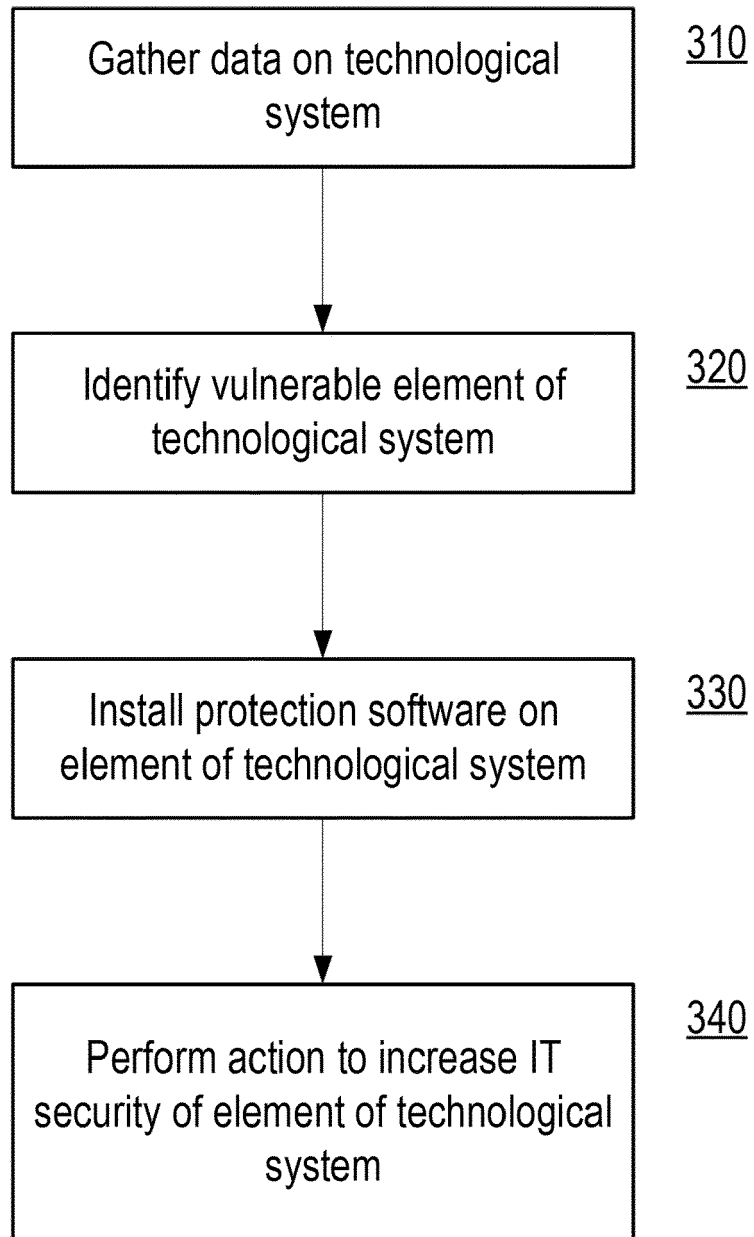 Gather data on technological
system
310
Identify vulnerable element of
technological system
320
Install protection software on
element of technological system
330
Perform action to increase IT
security of element of technological
system
340